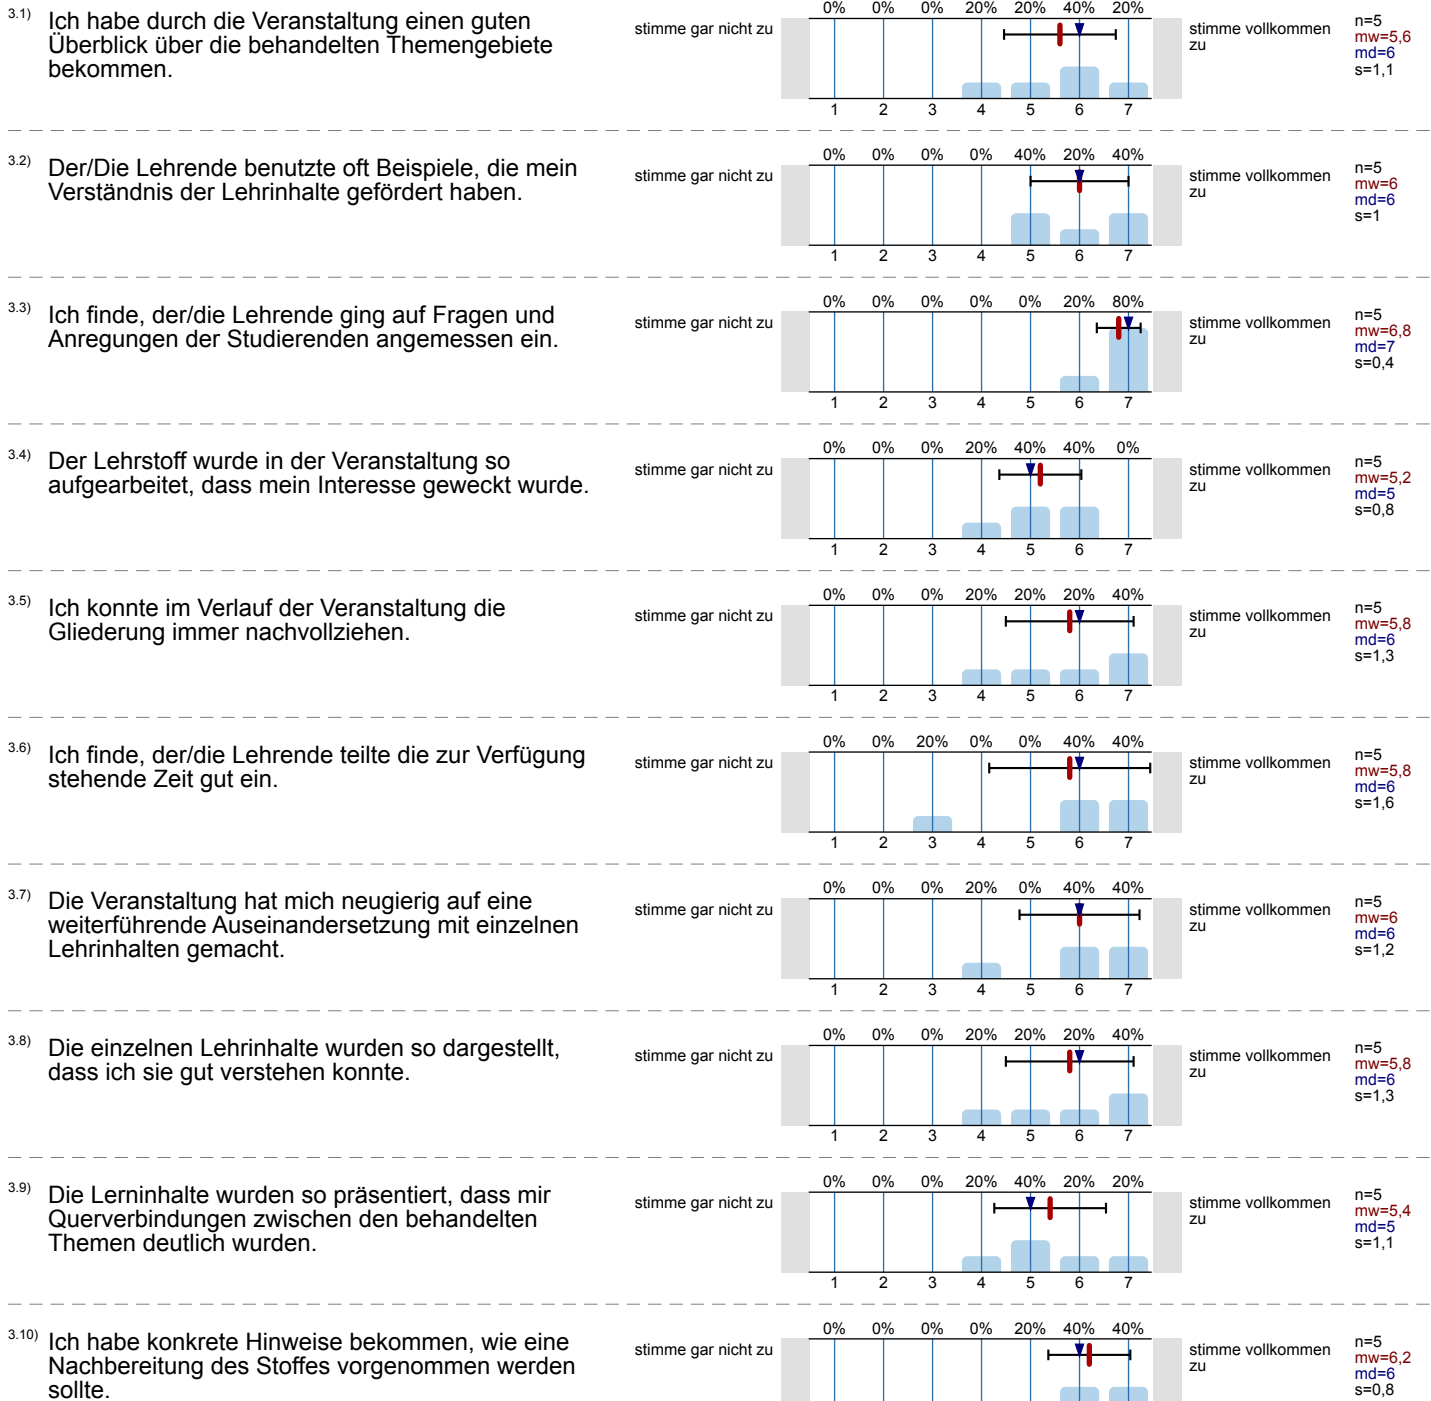 0% 0% 0% 20% 20% 40% 20%
3.1) Ich habe durch die Veranstaltung einen guten
Überblick über die behandelten Themengebiete
bekommen.
stimme gar nicht zu
stimme vollkommen
zu
n=5
mw=5,6
md=6
s=1,1
1 2 3 4 5 6 7
0% 0% 0% 0% 40% 20% 40%
3.2) Der/Die Lehrende benutzte oft Beispiele, die mein
Verständnis der Lehrinhalte gefördert haben.
stimme gar nicht zu
stimme vollkommen
zu
n=5
mw=6
md=6
s=1
1 2 3 4 5 6 7
0% 0% 0% 0% 0% 20% 80%
3.3) Ich finde, der/die Lehrende ging auf Fragen und
Anregungen der Studierenden angemessen ein.
stimme gar nicht zu
stimme vollkommen
zu
n=5
mw=6,8
md=7
s=0,4
1 2 3 4 5 6 7
0% 0% 0% 20% 40% 40% 0%
3.4) Der Lehrstoff wurde in der Veranstaltung so
aufgearbeitet, dass mein Interesse geweckt wurde.
stimme gar nicht zu
stimme vollkommen
zu
n=5
mw=5,2
md=5
s=0,8
1 2 3 4 5 6 7
0% 0% 0% 20% 20% 20% 40%
3.5) Ich konnte im Verlauf der Veranstaltung die
Gliederung immer nachvollziehen.
stimme gar nicht zu
stimme vollkommen
zu
n=5
mw=5,8
md=6
s=1,3
1 2 3 4 5 6 7
0% 0% 20% 0% 0% 40% 40%
3.6) Ich finde, der/die Lehrende teilte die zur Verfügung
stehende Zeit gut ein.
stimme gar nicht zu
stimme vollkommen
zu
n=5
mw=5,8
md=6
s=1,6
1 2 3 4 5 6 7
0% 0% 0% 20% 0% 40% 40%
3.7) Die Veranstaltung hat mich neugierig auf eine
weiterführende Auseinandersetzung mit einzelnen
Lehrinhalten gemacht.
stimme gar nicht zu
stimme vollkommen
zu
n=5
mw=6
md=6
s=1,2
1 2 3 4 5 6 7
0% 0% 0% 20% 20% 20% 40%
3.8) Die einzelnen Lehrinhalte wurden so dargestellt,
dass ich sie gut verstehen konnte.
stimme gar nicht zu
stimme vollkommen
zu
n=5
mw=5,8
md=6
s=1,3
1 2 3 4 5 6 7
0% 0% 0% 20% 40% 20% 20%
3.9) Die Lerninhalte wurden so präsentiert, dass mir
Querverbindungen zwischen den behandelten
Themen deutlich wurden.
stimme gar nicht zu
stimme vollkommen
zu
n=5
mw=5,4
md=5
s=1,1
1 2 3 4 5 6 7
0% 0% 0% 0% 20% 40% 40%
3.10) Ich habe konkrete Hinweise bekommen, wie eine
Nachbereitung des Stoffes vorgenommen werden
sollte.
stimme gar nicht zu
stimme vollkommen
zu
n=5
mw=6,2
md=6
s=0,8